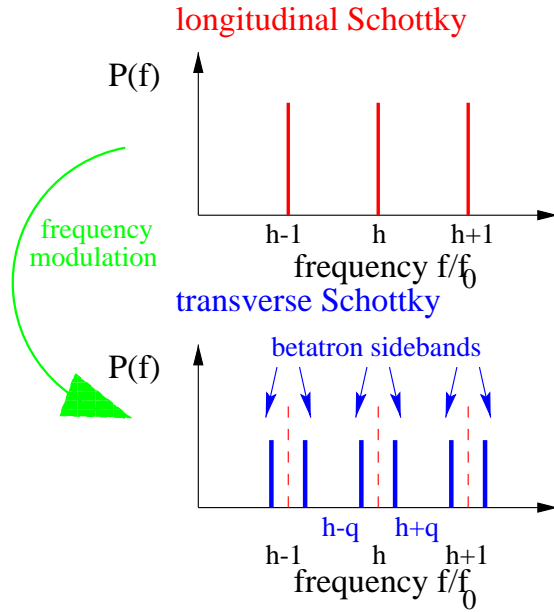 longitudinal Schottky
P(f)
h-1 h h+1
frequency f/f0
frequency
modulation
transverse Schottky
betatron sidebands
P(f)
h-q h+q
h-1 h h+1
frequency f/f0